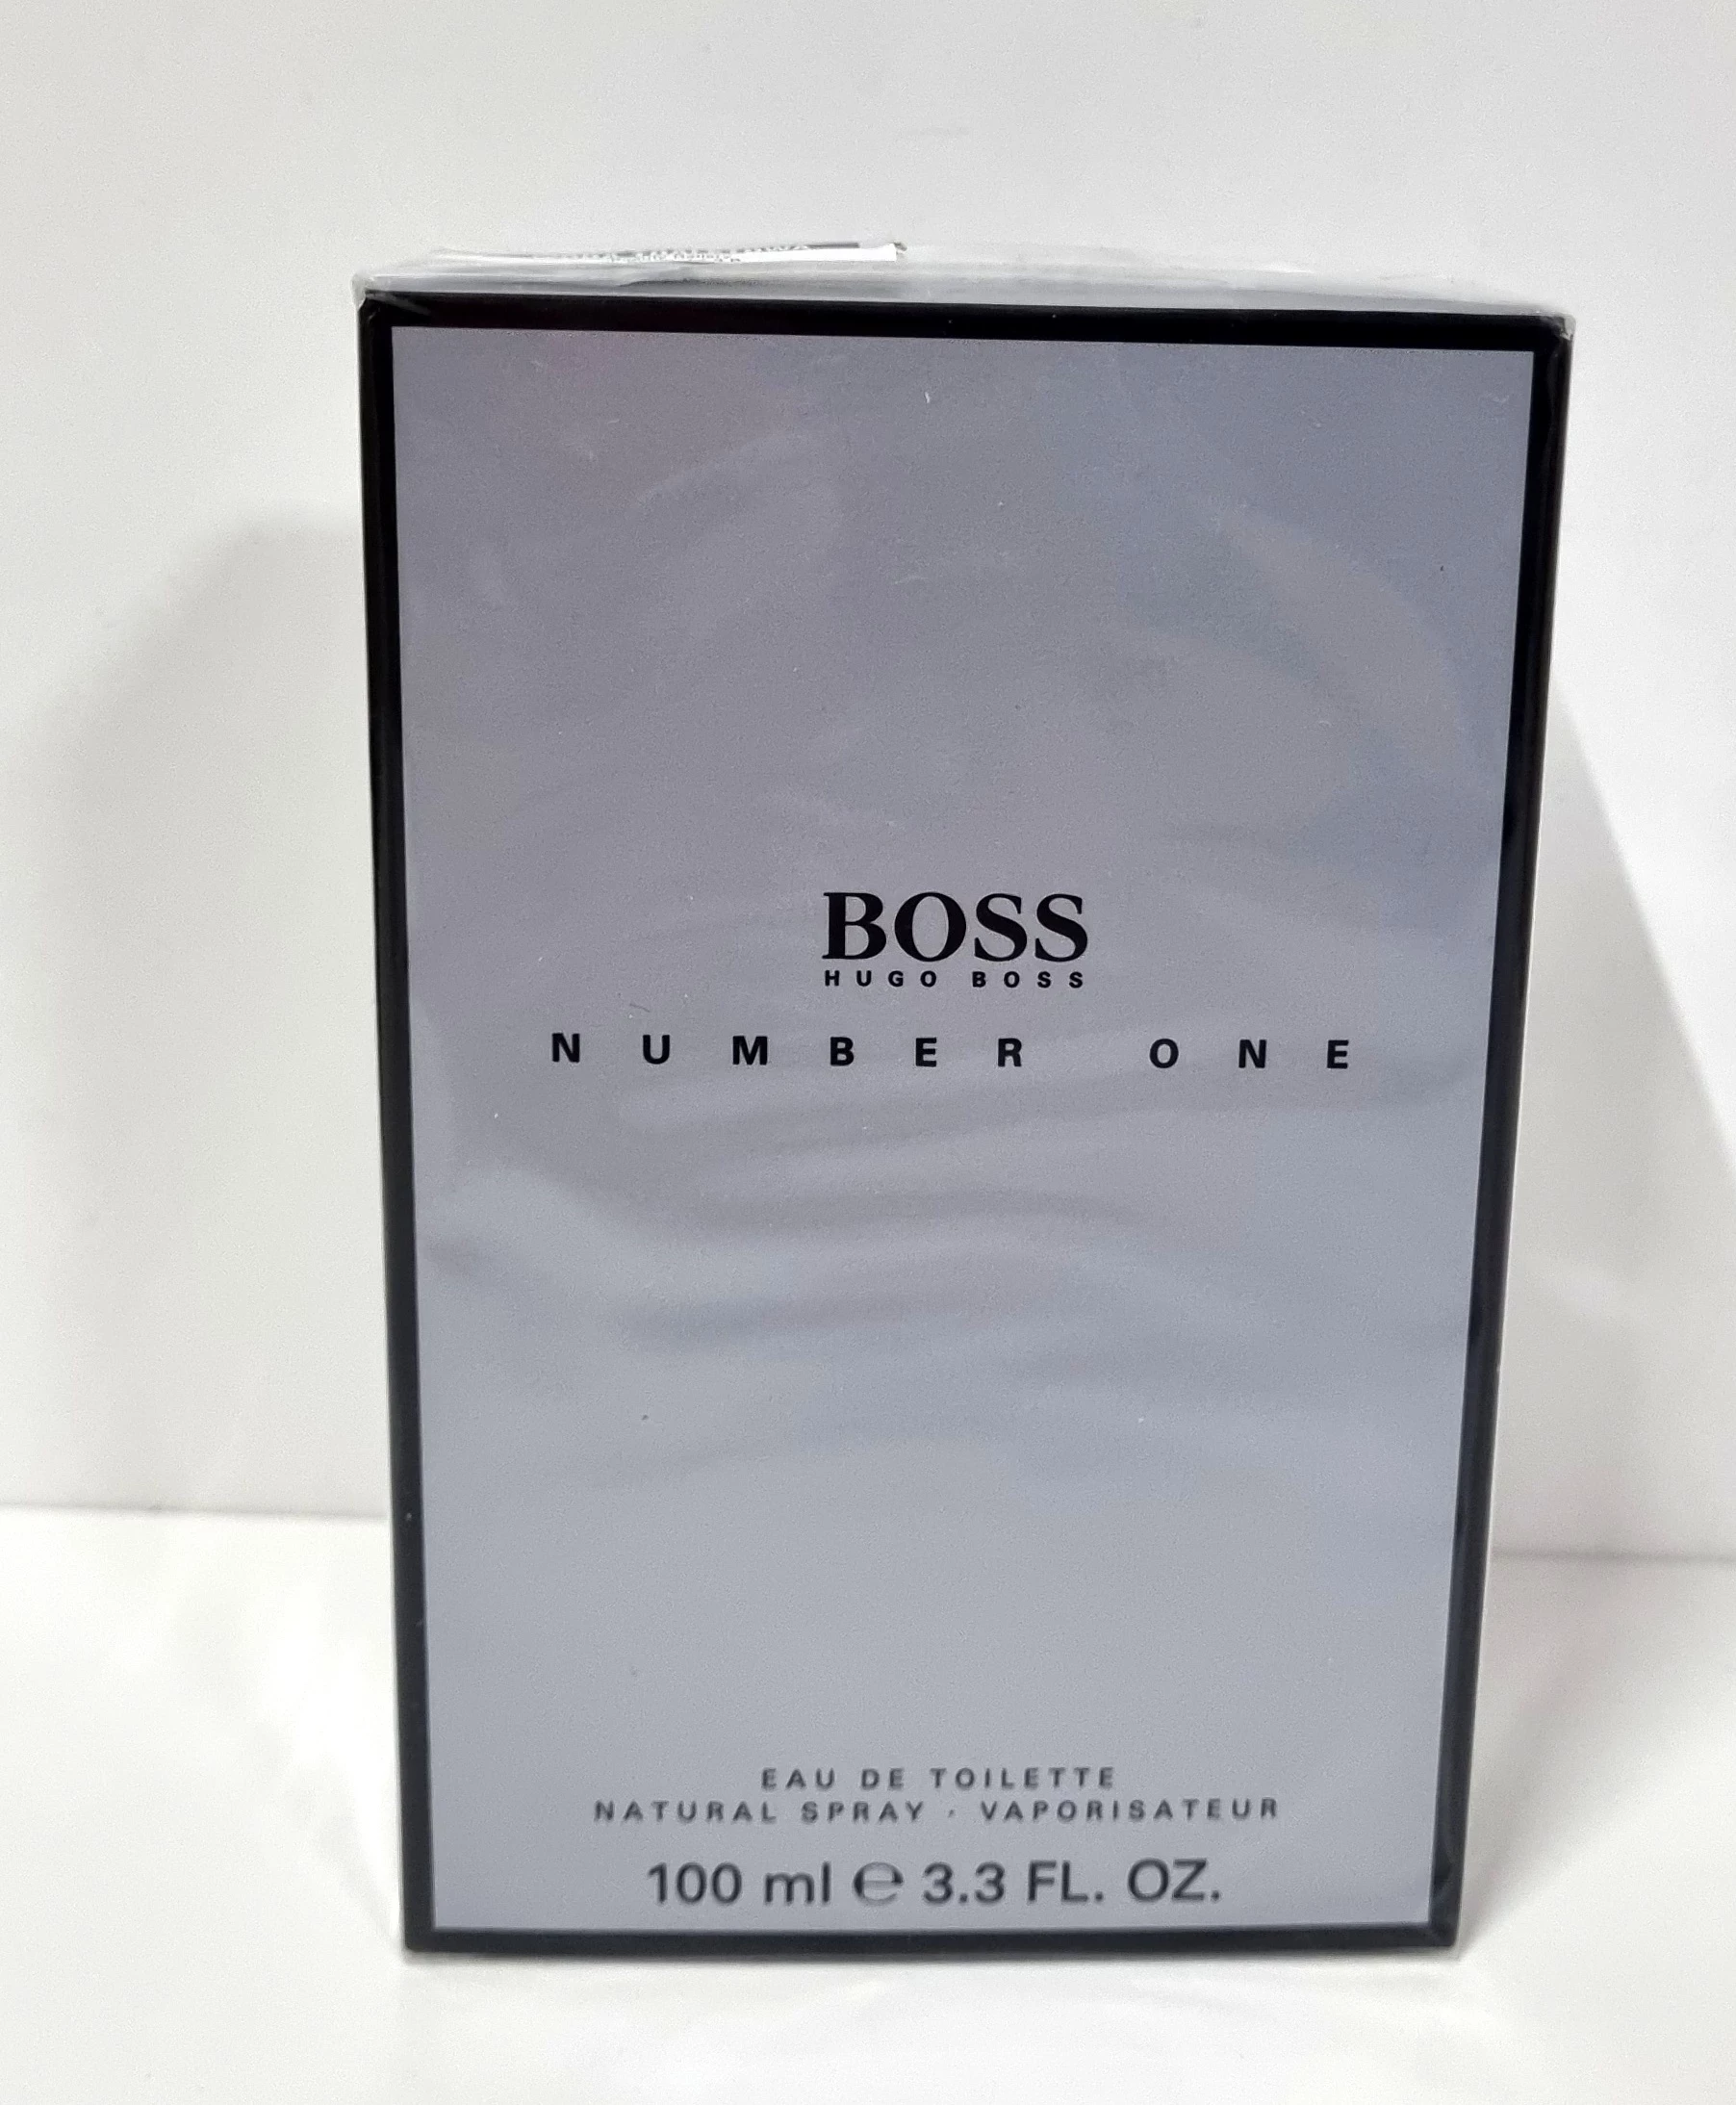 BOSS
HUGO BOSS
NUMBER ONE
EAU DE TOILETTE
NATURAL SPRAY · VAPORISATEUR
100 ml ℮ 3.3 FL. OZ.